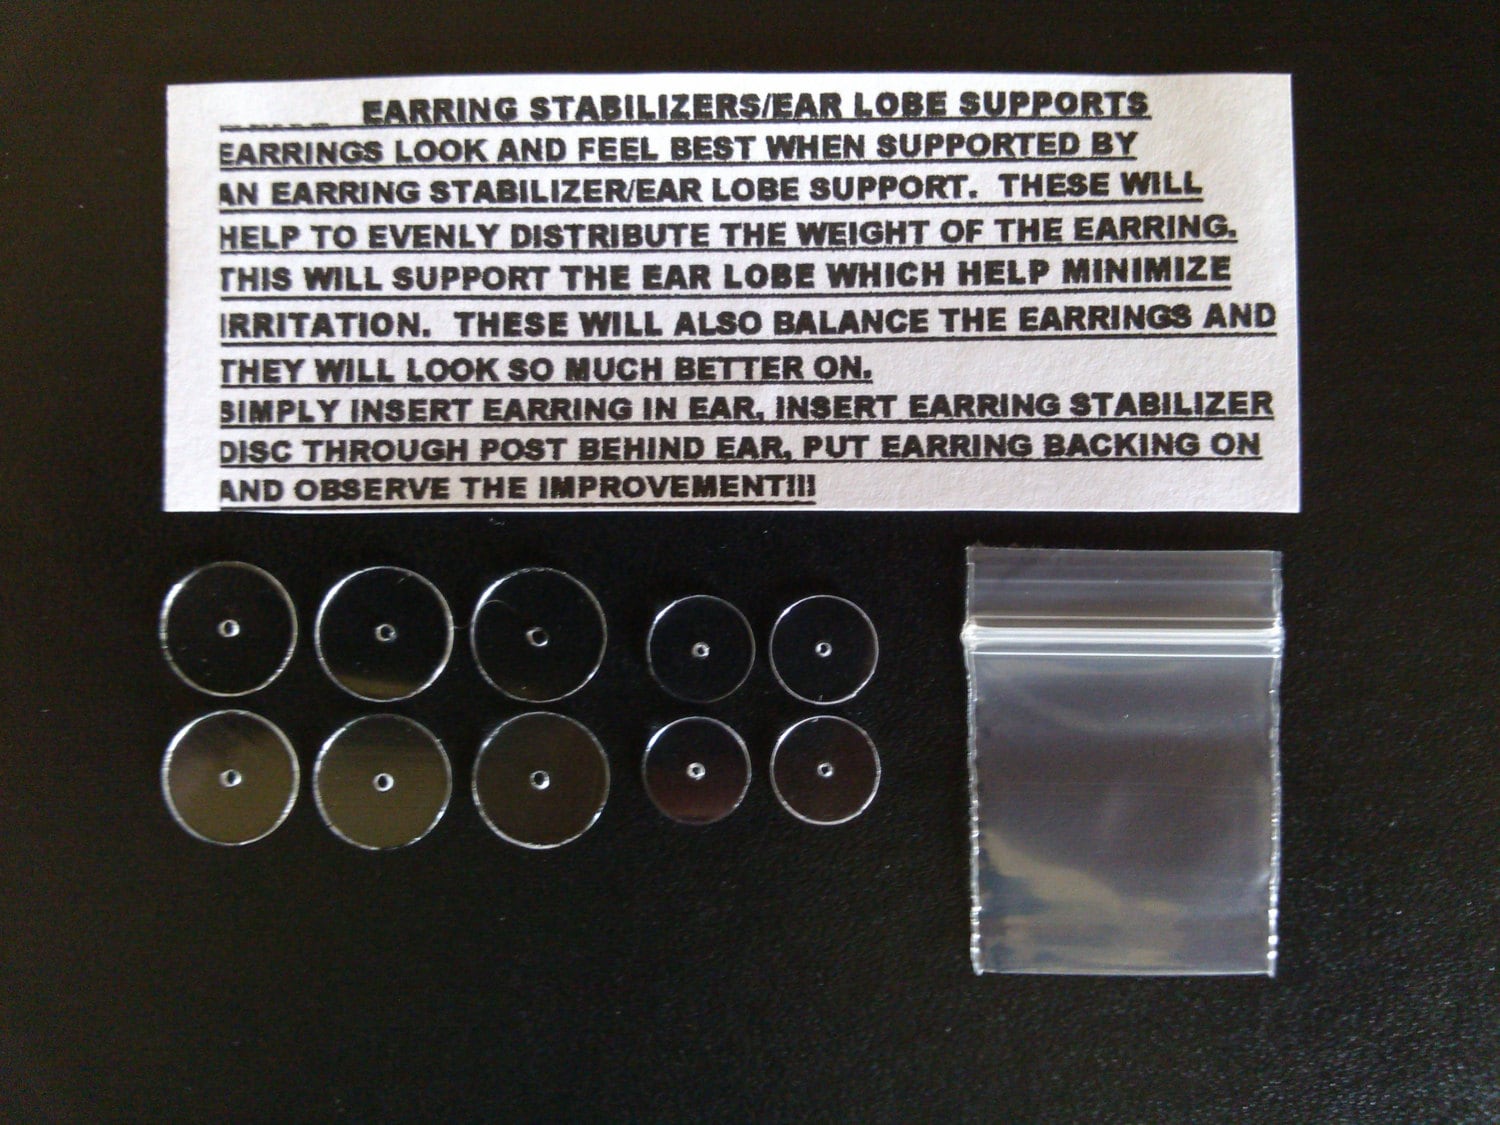 EARRING STABILIZERS/EAR LOBE SUPPORTS
EARRINGS LOOK AND FEEL BEST WHEN SUPPORTED BY
AN EARRING STABILIZER/EAR LOBE SUPPORT. THESE WILL
HELP TO EVENLY DISTRIBUTE THE WEIGHT OF THE EARRING.
THIS WILL SUPPORT THE EAR LOBE WHICH HELP MINIMIZE
IRRITATION. THESE WILL ALSO BALANCE THE EARRINGS AND
THEY WILL LOOK SO MUCH BETTER ON.
SIMPLY INSERT EARRING IN EAR, INSERT EARRING STABILIZER
DISC THROUGH POST BEHIND EAR, PUT EARRING BACKING ON
AND OBSERVE THE IMPROVEMENT!!!